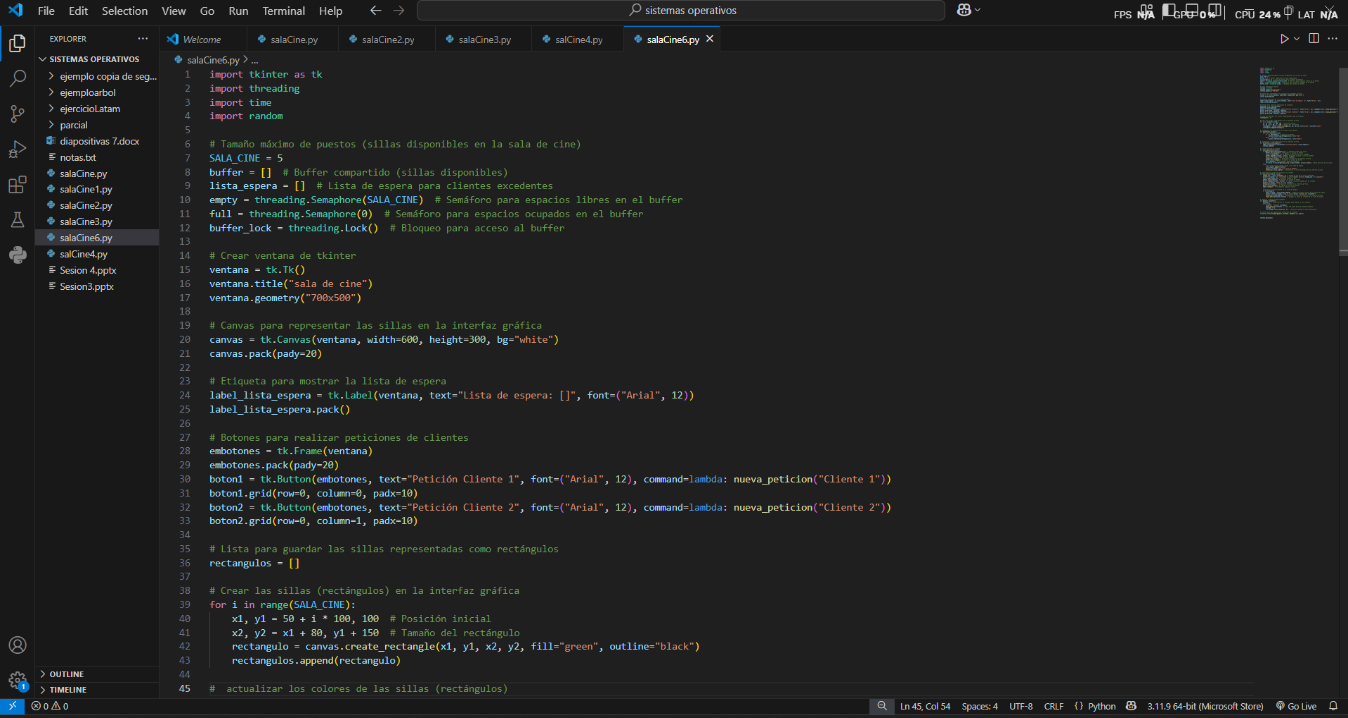 File Edit Selection View Go Run Terminal Help
sistemas operativos
FPS N/A GPU 0% CPU 24% LAT N/A
EXPLORER
SISTEMAS OPERATIVOS
ejemplo copia de seg...
ejemploarbol
ejercicioLatam
parcial
diapositivas 7.docx
notas.txt
salaCine.py
salaCine1.py
salaCine2.py
salaCine3.py
salaCine6.py
salCine4.py
Sesion 4.pptx
Sesion3.pptx
OUTLINE
TIMELINE
Welcome salaCine.py salaCine2.py salaCine3.py salCine4.py salaCine6.py
salaCine6.py > ...
1 import tkinter as tk
2 import threading
3 import time
4 import random
5
6 # Tamaño máximo de puestos (sillas disponibles en la sala de cine)
7 SALA_CINE = 5
8 buffer = [] # Buffer compartido (sillas disponibles)
9 lista_espera = [] # Lista de espera para clientes excedentes
10 empty = threading.Semaphore(SALA_CINE) # Semáforo para espacios libres en el buffer
11 full = threading.Semaphore(0) # Semáforo para espacios ocupados en el buffer
12 buffer_lock = threading.Lock() # Bloqueo para acceso al buffer
13
14 # Crear ventana de tkinter
15 ventana = tk.Tk()
16 ventana.title("sala de cine")
17 ventana.geometry("700x500")
18
19 # Canvas para representar las sillas en la interfaz gráfica
20 canvas = tk.Canvas(ventana, width=600, height=300, bg="white")
21 canvas.pack(pady=20)
22
23 # Etiqueta para mostrar la lista de espera
24 label_lista_espera = tk.Label(ventana, text="Lista de espera: []", font=("Arial", 12))
25 label_lista_espera.pack()
26
27 # Botones para realizar peticiones de clientes
28 embotones = tk.Frame(ventana)
29 embotones.pack(pady=20)
30 boton1 = tk.Button(embotones, text="Petición Cliente 1", font=("Arial", 12), command=lambda: nueva_peticion("Cliente 1"))
31 boton1.grid(row=0, column=0, padx=10)
32 boton2 = tk.Button(embotones, text="Petición Cliente 2", font=("Arial", 12), command=lambda: nueva_peticion("Cliente 2"))
33 boton2.grid(row=0, column=1, padx=10)
34
35 # Lista para guardar las sillas representadas como rectángulos
36 rectangulos = []
37
38 # Crear las sillas (rectángulos) en la interfaz gráfica
39 for i in range(SALA_CINE):
40 x1, y1 = 50 + i * 100, 100 # Posición inicial
41 x2, y2 = x1 + 80, y1 + 150 # Tamaño del rectángulo
42 rectangulo = canvas.create_rectangle(x1, y1, x2, y2, fill="green", outline="black")
43 rectangulos.append(rectangulo)
44
45 # actualizar los colores de las sillas (rectángulos)
1
0 0 Ln 45, Col 54 Spaces: 4 UTF-8 CRLF {} Python 3.11.9 64-bit (Microsoft Store) Go Live